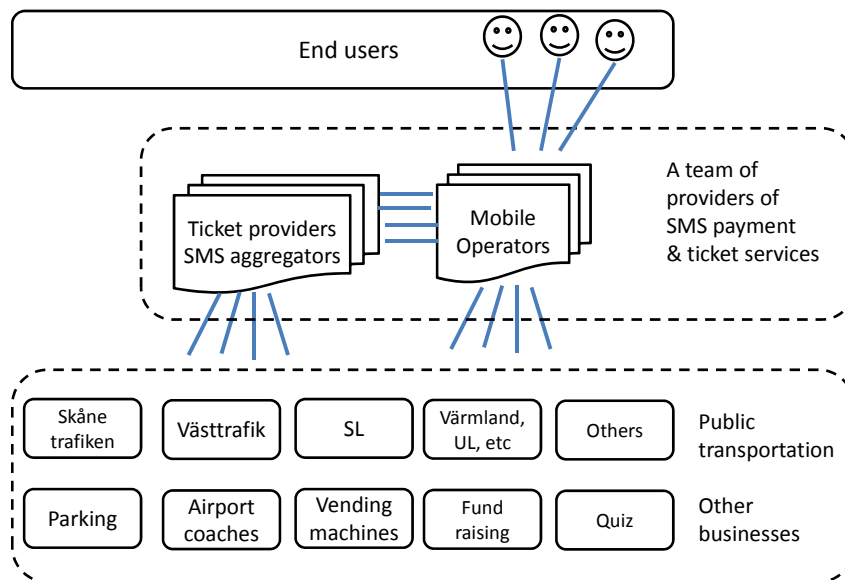 End users
A team of
providers of
SMS payment
& ticket services
Ticket providers
SMS aggregators
Mobile
Operators
Skåne
trafiken
Västtrafik
SL
Värmland,
UL, etc
Others
Public
transportation
Parking
Airport
coaches
Vending
machines
Fund
raising
Quiz
Other
businesses